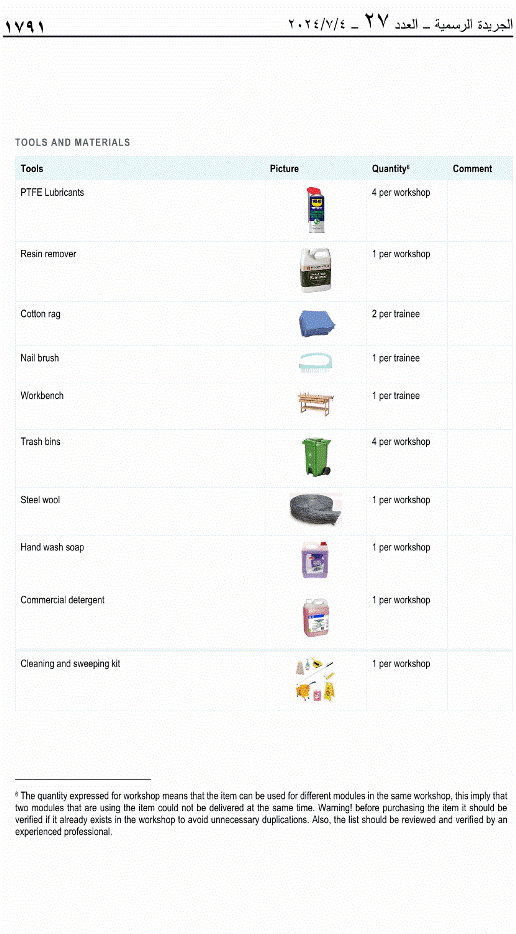 الجريدة الرسمية – العدد ٢٧ – ٢٠٢٤/٧/٤
١٧٩١
TOOLS AND MATERIALS
Tools Picture Quantity⁶ Comment
PTFE Lubricants 4 per workshop
Resin remover 1 per workshop
Cotton rag 2 per trainee
Nail brush 1 per trainee
Workbench 1 per trainee
Trash bins 4 per workshop
Steel wool 1 per workshop
Hand wash soap 1 per workshop
Commercial detergent 1 per workshop
Cleaning and sweeping kit 1 per workshop
⁶ The quantity expressed for workshop means that the item can be used for different modules in the same workshop, this imply that
two modules that are using the item could not be delivered at the same time. Warning! before purchasing the item it should be
verified if it already exists in the workshop to avoid unnecessary duplications. Also, the list should be reviewed and verified by an
experienced professional.